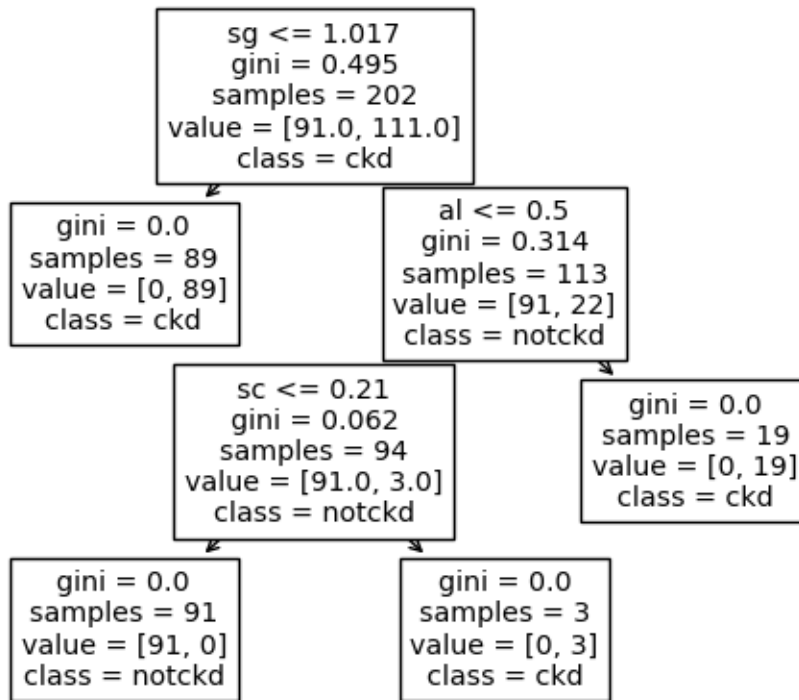 sg <= 1.017
gini = 0.495
samples = 202
value = [91.0, 111.0]
class = ckd
gini = 0.0
samples = 89
value = [0, 89]
class = ckd
al <= 0.5
gini = 0.314
samples = 113
value = [91, 22]
class = notckd
sc <= 0.21
gini = 0.062
samples = 94
value = [91.0, 3.0]
class = notckd
gini = 0.0
samples = 19
value = [0, 19]
class = ckd
gini = 0.0
samples = 91
value = [91, 0]
class = notckd
gini = 0.0
samples = 3
value = [0, 3]
class = ckd